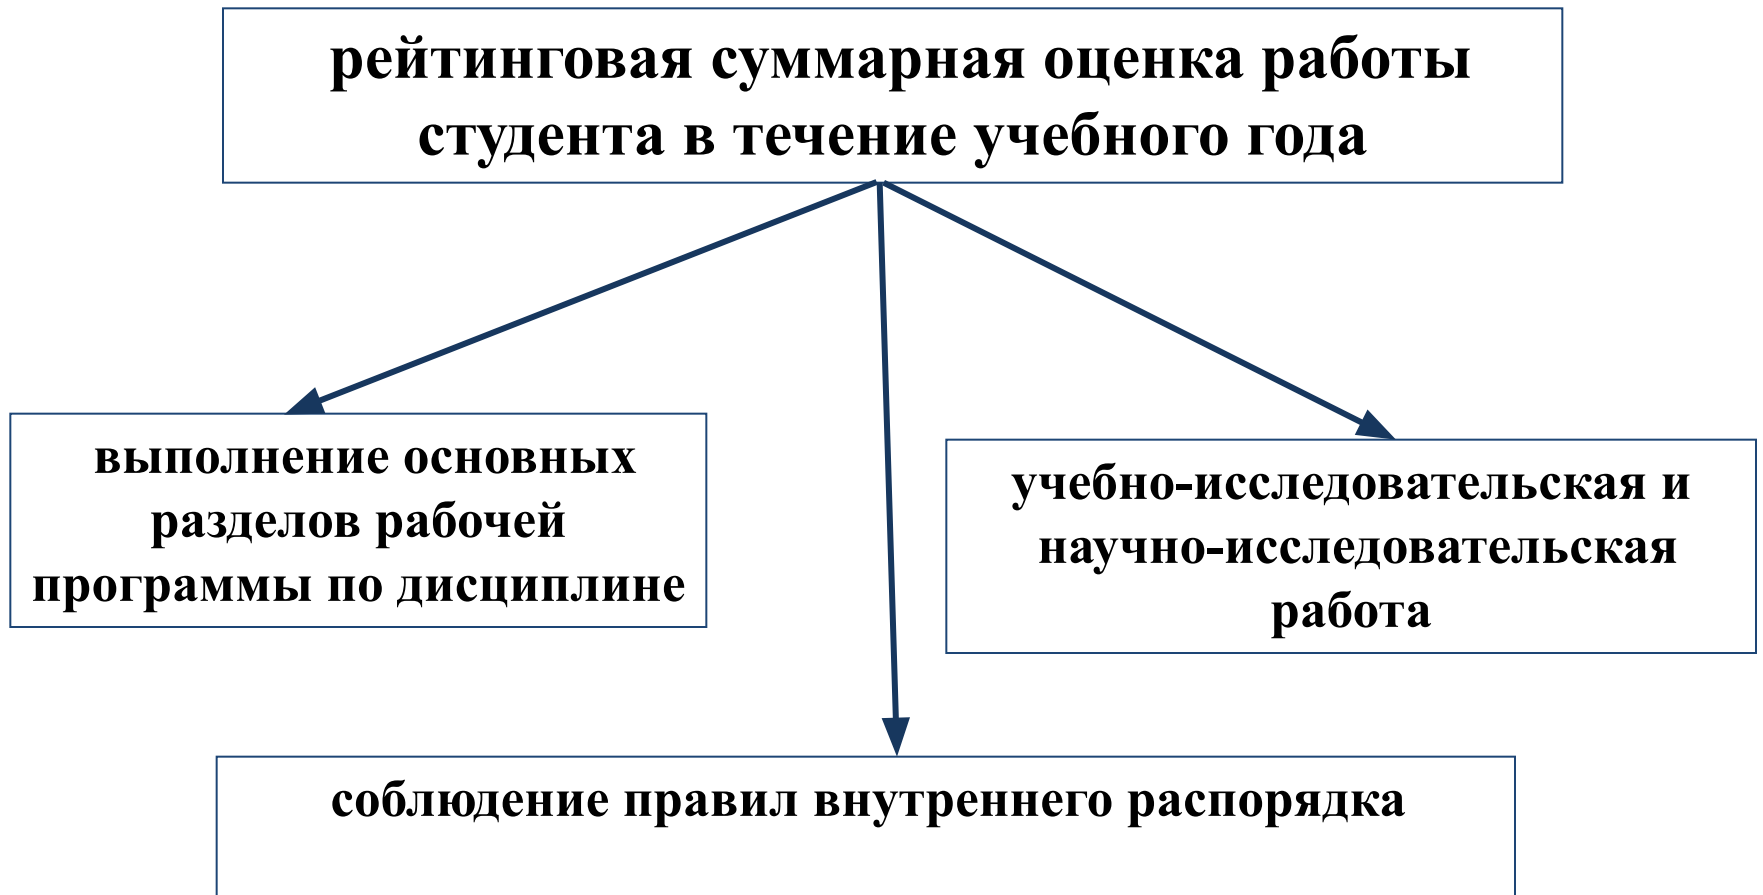 рейтинговая суммарная оценка работы
студента в течение учебного года
выполнение основных
разделов рабочей
программы по дисциплине
учебно-исследовательская и
научно-исследовательская
работа
соблюдение правил внутреннего распорядка